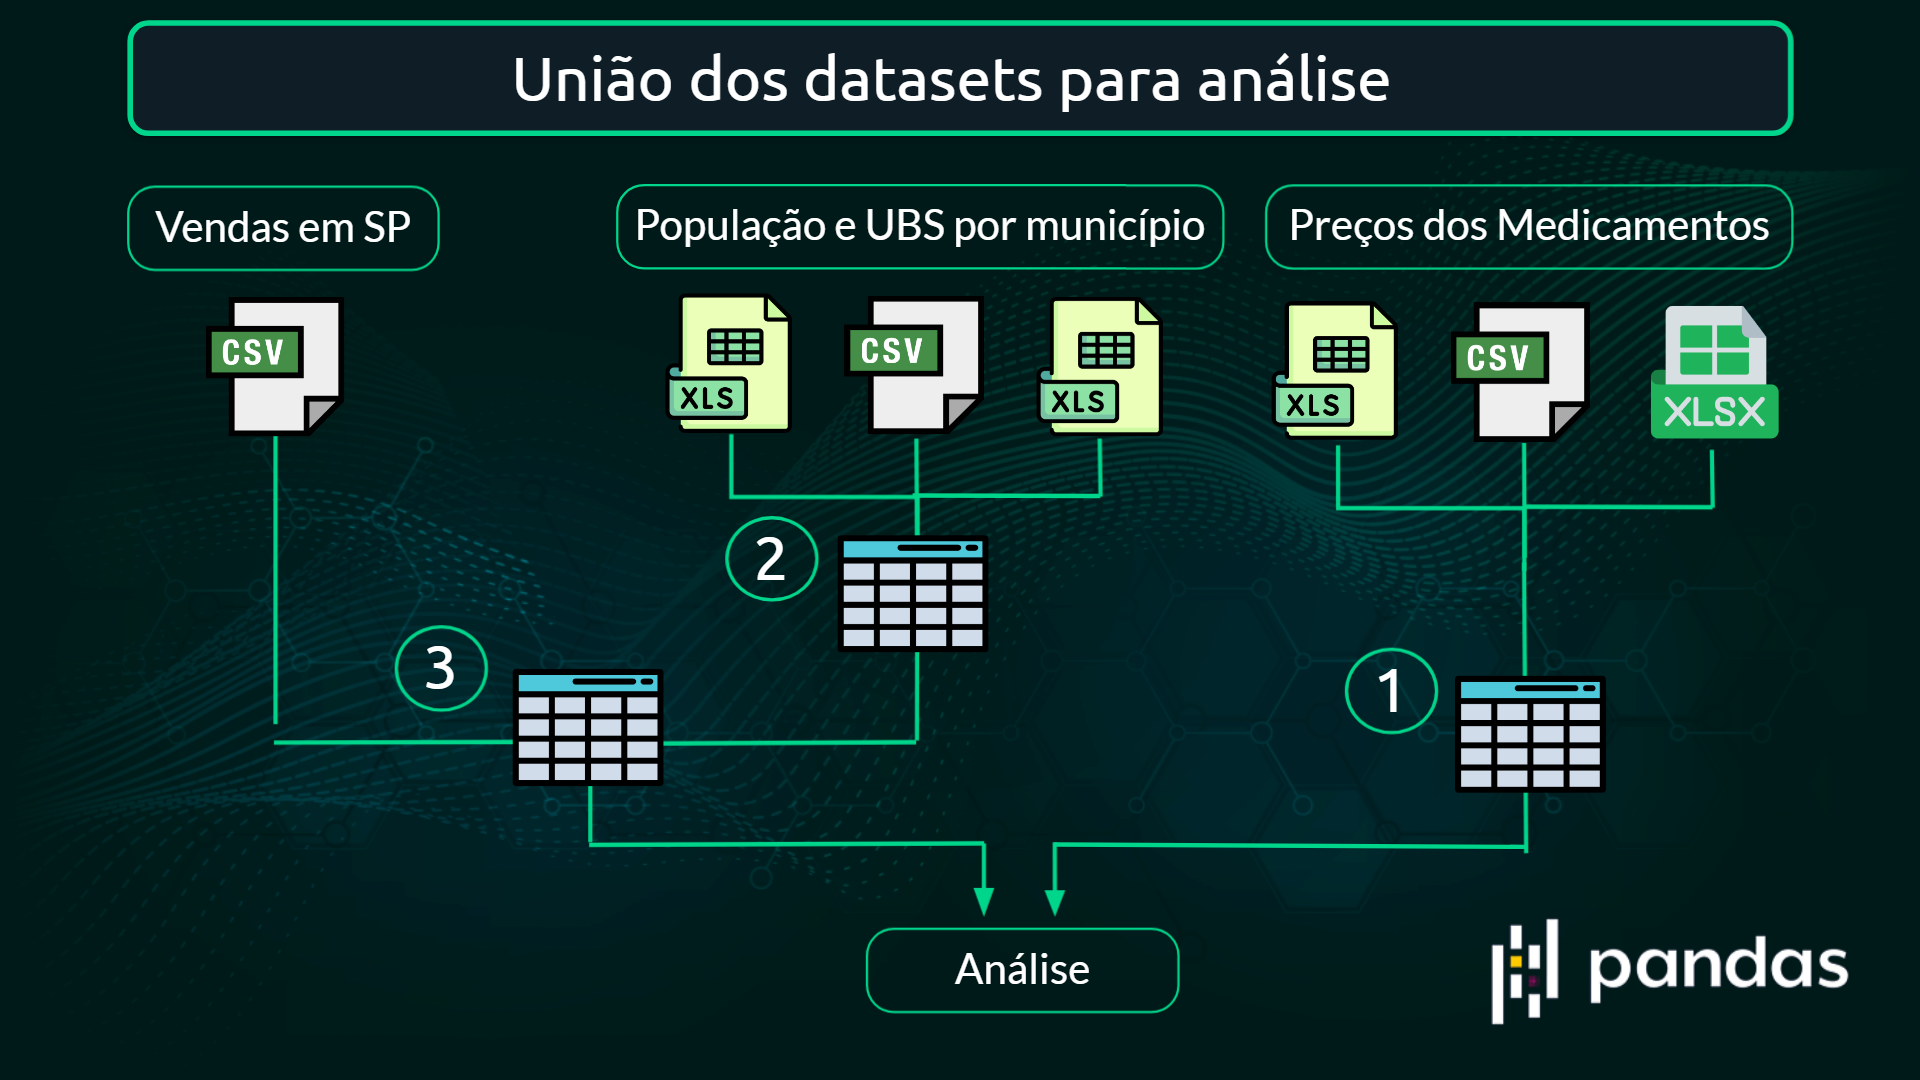 União dos datasets para análise
Vendas em SP
População e UBS por município
Preços dos Medicamentos
CSV
XLS
CSV
XLS
XLS
CSV
XLSX
2
3
1
Análise
pandas